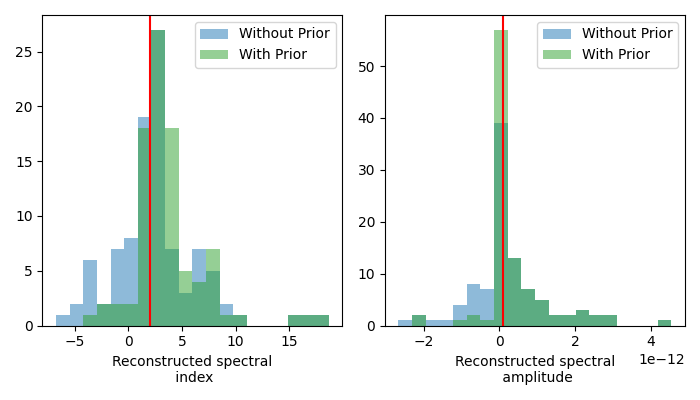 Without Prior
With Prior
25
20
15
10
5
0
−5
0
5
10
15
Reconstructed spectral
index
Without Prior
With Prior
50
40
30
20
10
0
−2
0
2
4
1e−12
Reconstructed spectral
amplitude